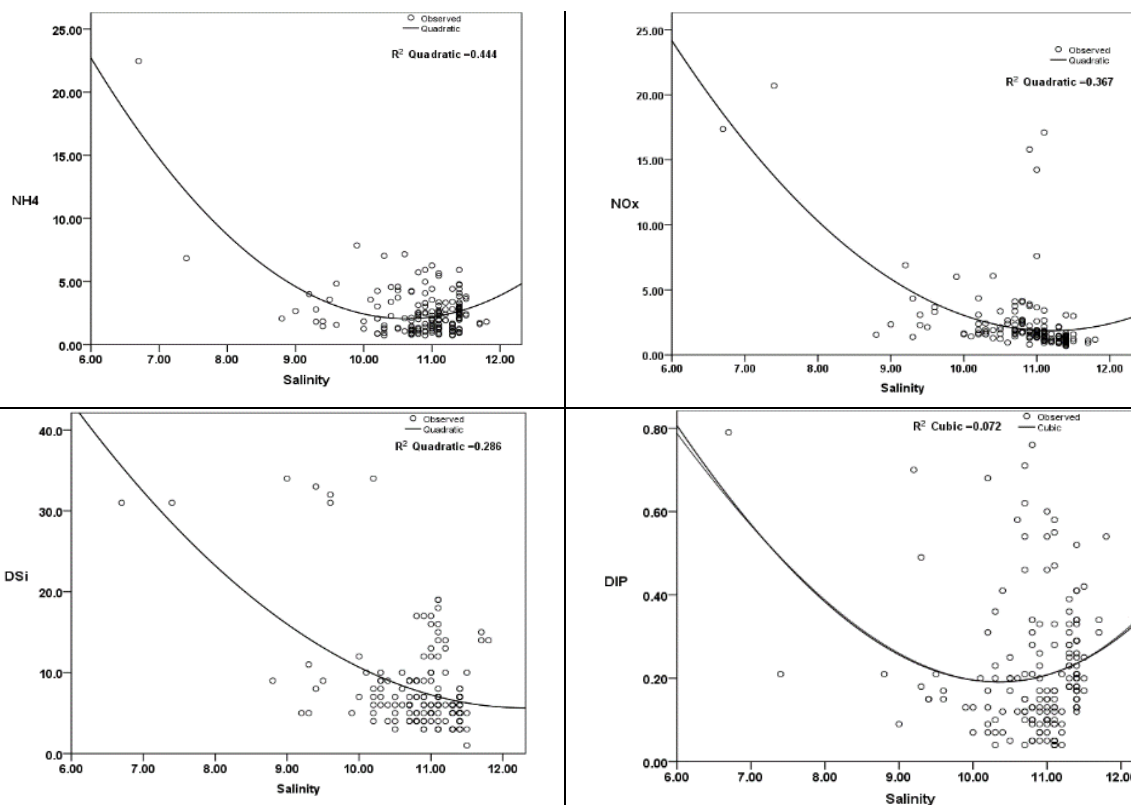 Observed
Quadratic
R² Quadratic =0.444
25.00
20.00
15.00
10.00
5.00
0.00
NH4
6.00 7.00 8.00 9.00 10.00 11.00 12.00
Salinity
Observed
Quadratic
R² Quadratic =0.367
25.00
20.00
15.00
10.00
5.00
0.00
NOx
6.00 7.00 8.00 9.00 10.00 11.00 12.0
Salinity
Observed
Quadratic
R² Quadratic =0.286
40.0
30.0
20.0
10.0
0.0
DSi
6.00 7.00 8.00 9.00 10.00 11.00 12.00
Salinity
Observed
Cubic
R² Cubic =0.072
0.80
0.60
0.40
0.20
0.00
DIP
6.00 7.00 8.00 9.00 10.00 11.00 12.0
Salinity